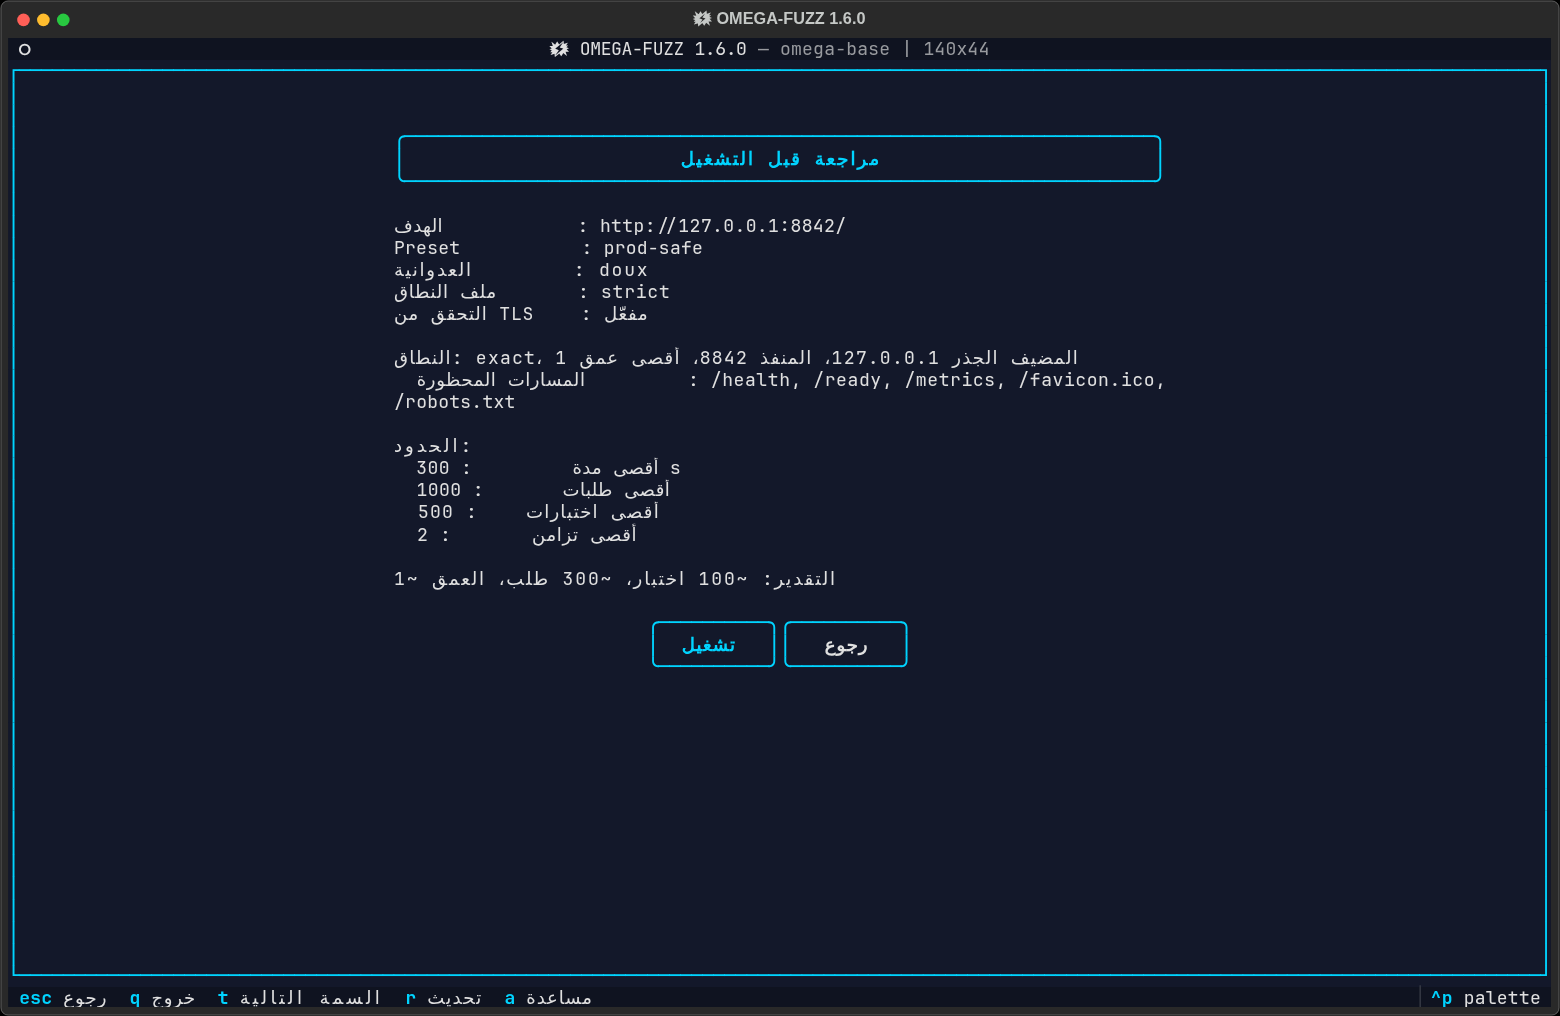 OMEGA-FUZZ 1.6.0
OMEGA-FUZZ 1.6.0 — omega-base | 140x44
مراجعة قبل التشغيل
الهدف : http://127.0.0.1:8842/
Preset : prod-safe
العدوانية : doux
ملف النطاق : strict
التحقق من TLS : مفعّل
النطاق: exact، المضيف الجذر 127.0.0.1، المنفذ 8842، أقصى عمق 1
المسارات المحظورة : /health, /ready, /metrics, /favicon.ico,
/robots.txt
الحدود:
أقصى مدة : 300 s
أقصى طلبات : 1000
أقصى اختبارات : 500
أقصى تزامن : 2
التقدير: ~100 اختبار، ~300 طلب، العمق ~1
تشغيل رجوع
esc رجوع q خروج t السمة التالية r تحديث a مساعدة ^p palette